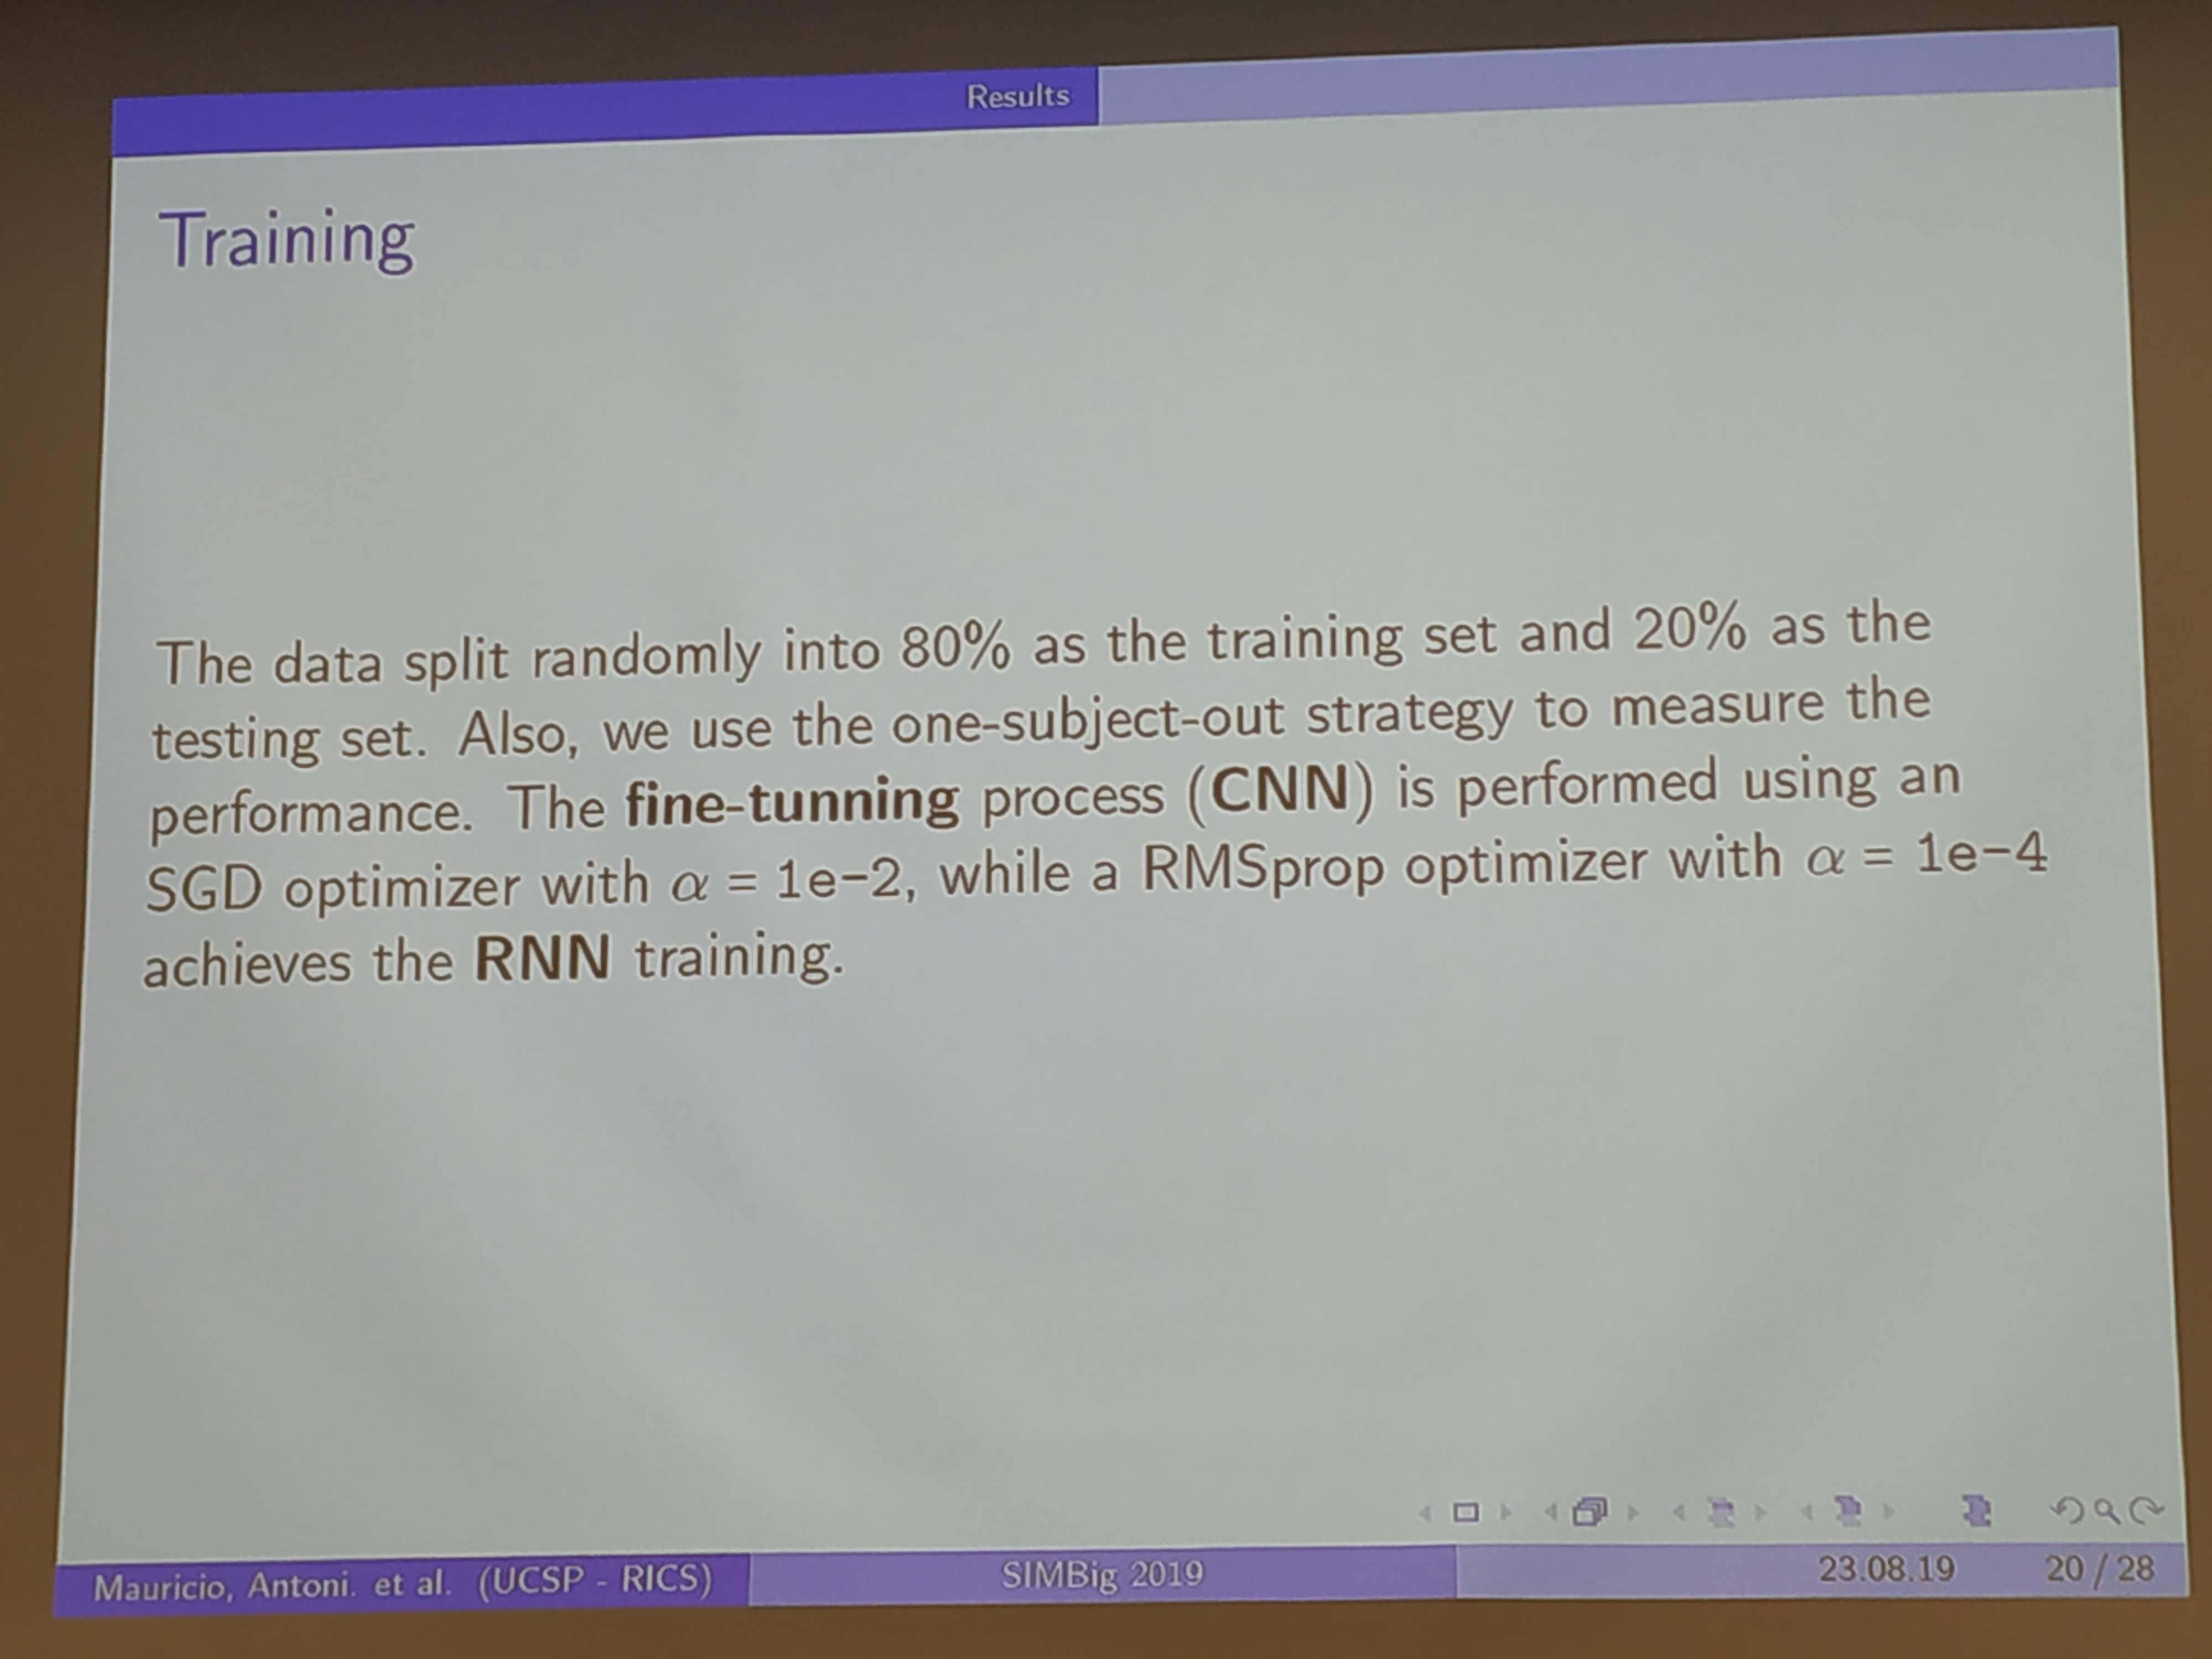 Results
Training
The data split randomly into 80% as the training set and 20% as the
testing set. Also, we use the one-subject-out strategy to measure the
performance. The fine-tunning process (CNN) is performed using an
SGD optimizer with α = 1e−2, while a RMSprop optimizer with α = 1e−4
achieves the RNN training.
Mauricio, Antoni. et al. (UCSP - RICS) SIMBig 2019 23.08.19 20 / 28